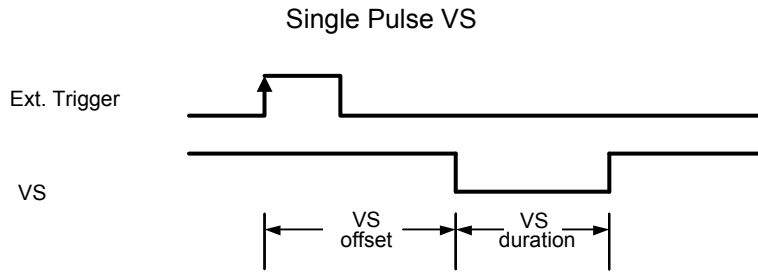 Single Pulse VS
Ext. Trigger
VS
VS
offset
VS
duration